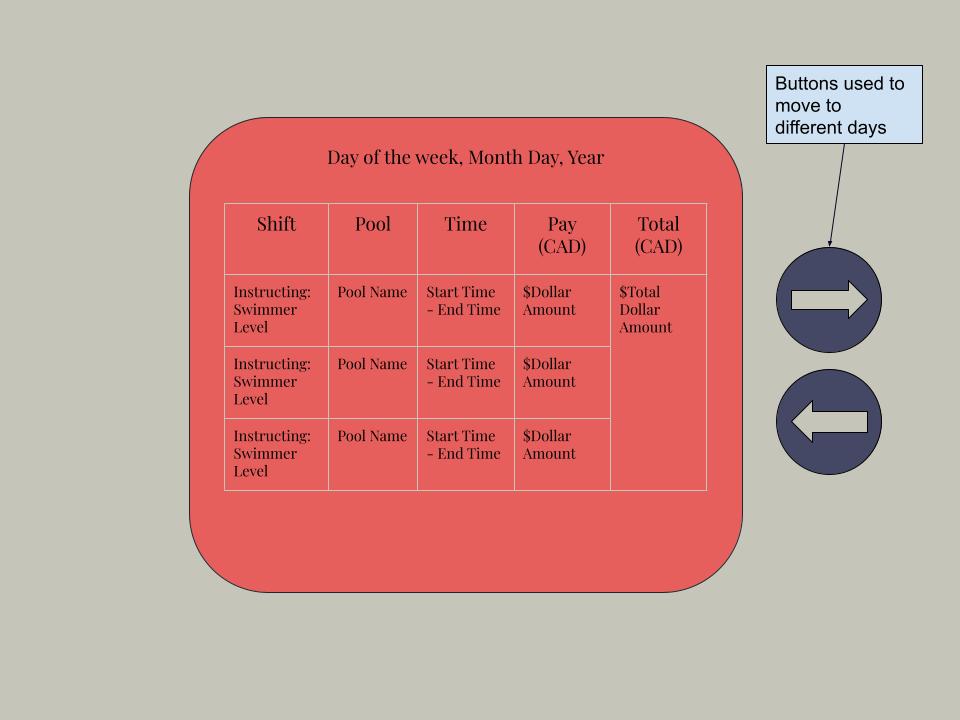 Buttons used to
move to
different days
Day of the week, Month Day, Year
Shift
Pool
Time
Pay
(CAD)
Total
(CAD)
Instructing:
Swimmer
Level
Pool Name
Start Time
- End Time
$Dollar
Amount
$Total
Dollar
Amount
Instructing:
Swimmer
Level
Pool Name
Start Time
- End Time
$Dollar
Amount
Instructing:
Swimmer
Level
Pool Name
Start Time
- End Time
$Dollar
Amount